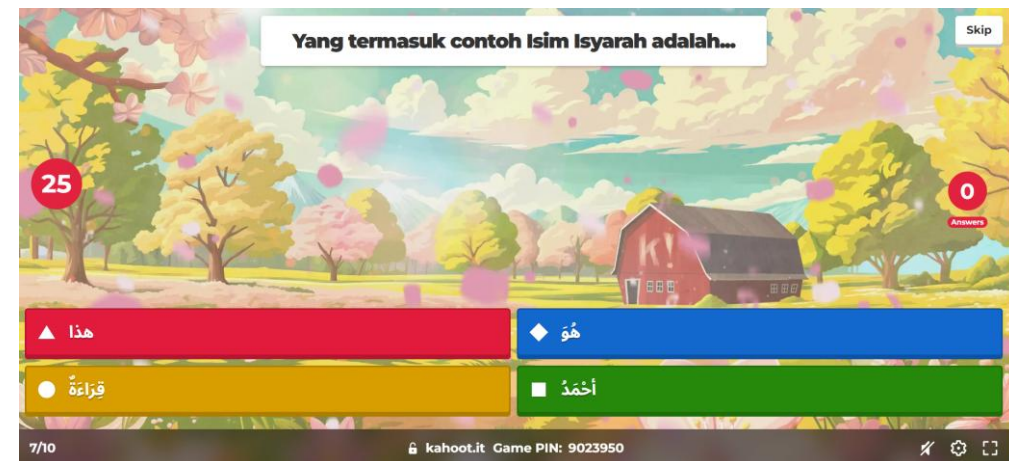 Yang termasuk contoh Isim Isyarah adalah...
Skip
25
0
Answers
K!
هذا
هُوَ
قِرَاءَةٌ
أحْمَدُ
7/10
kahoot.it Game PIN: 9023950